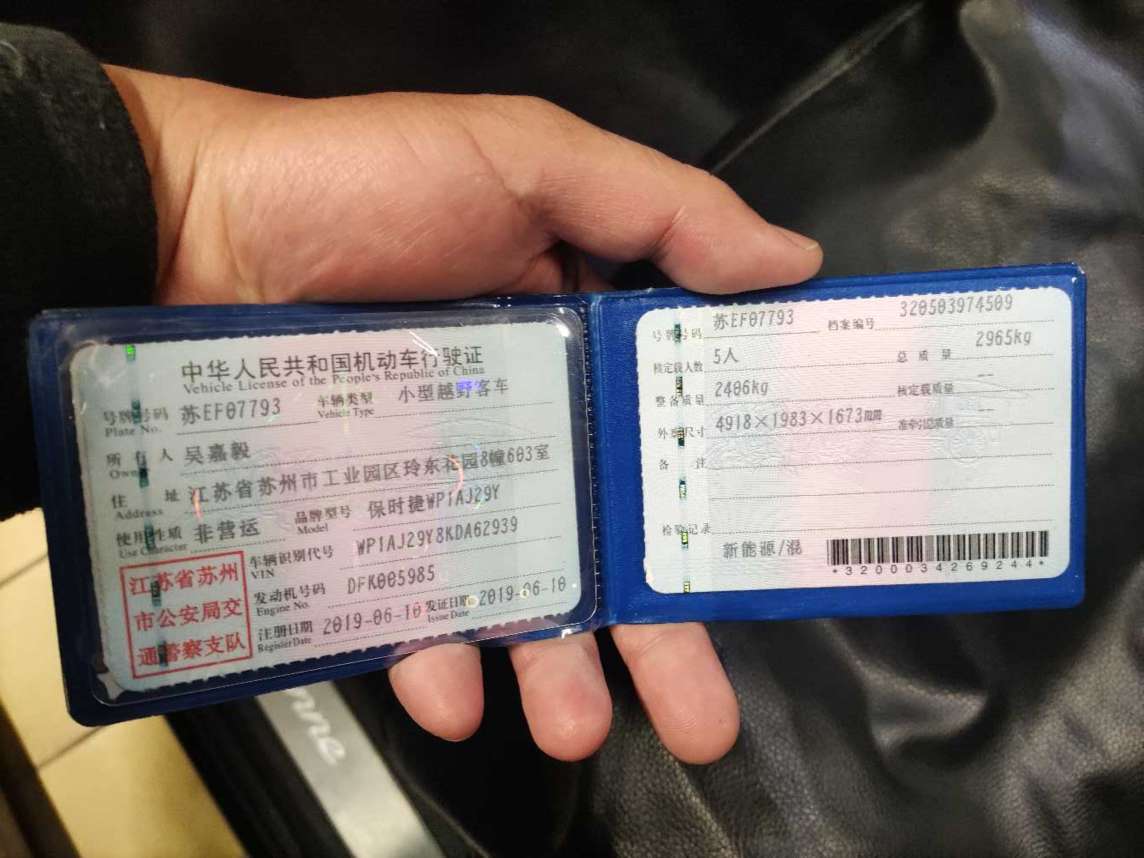 中华人民共和国机动车行驶证
Vehicle License of the People's Republic of China
号牌号码 苏EF07793 车辆类型 小型越野客车
Plate No. Vehicle Type
所有人 吴嘉毅
Owner
住址 江苏省苏州市工业园区玲东花园8幢603室
Address
使用性质 非营运 品牌型号 保时捷WP1AJ29Y
Use Character Model
江苏省苏州
市公安局交
通警察支队
车辆识别代号 WP1AJ29Y8KDA62939
VIN
发动机号码 DFK005985
Engine No.
注册日期 2019-06-10 发证日期 2019-06-10
Register Date Issue Date
号牌号码 苏EF07793 档案编号 320503974509
核定载人数 5人 总质量 2965kg
整备质量 2406kg 核定载质量 --
外廓尺寸 4918×1983×1673mm 准牵引总质量 --
备注
检验记录
新能源/混
*3200034269244*
nne